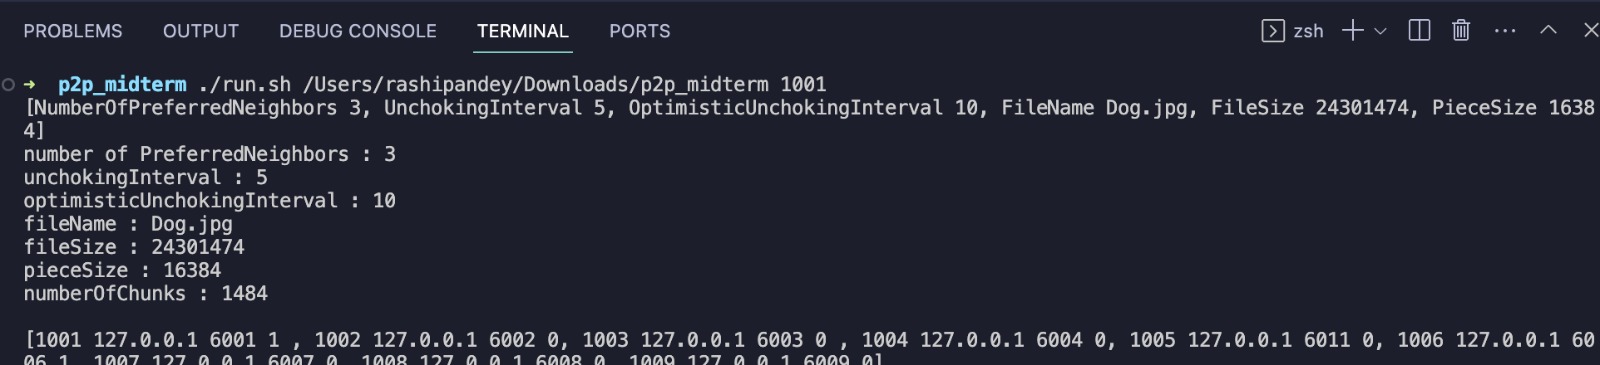 PROBLEMS OUTPUT DEBUG CONSOLE TERMINAL PORTS zsh
→ p2p_midterm ./run.sh /Users/rashipandey/Downloads/p2p_midterm 1001
[NumberOfPreferredNeighbors 3, UnchokingInterval 5, OptimisticUnchokingInterval 10, FileName Dog.jpg, FileSize 24301474, PieceSize 1638
4]
number of PreferredNeighbors : 3
unchokingInterval : 5
optimisticUnchokingInterval : 10
fileName : Dog.jpg
fileSize : 24301474
pieceSize : 16384
numberOfChunks : 1484
[1001 127.0.0.1 6001 1 , 1002 127.0.0.1 6002 0, 1003 127.0.0.1 6003 0 , 1004 127.0.0.1 6004 0, 1005 127.0.0.1 6011 0, 1006 127.0.0.1 60
06 1, 1007 127.0.0.1 6007 0, 1008 127.0.0.1 6008 0, 1009 127.0.0.1 6009 0]